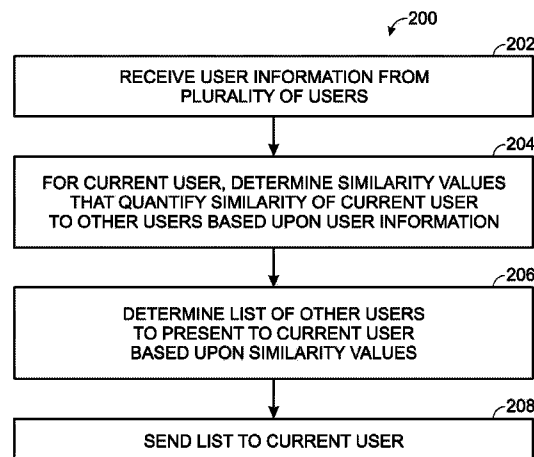 200
202
RECEIVE USER INFORMATION FROM
PLURALITY OF USERS
204
FOR CURRENT USER, DETERMINE SIMILARITY VALUES
THAT QUANTIFY SIMILARITY OF CURRENT USER
TO OTHER USERS BASED UPON USER INFORMATION
206
DETERMINE LIST OF OTHER USERS
TO PRESENT TO CURRENT USER
BASED UPON SIMILARITY VALUES
208
SEND LIST TO CURRENT USER